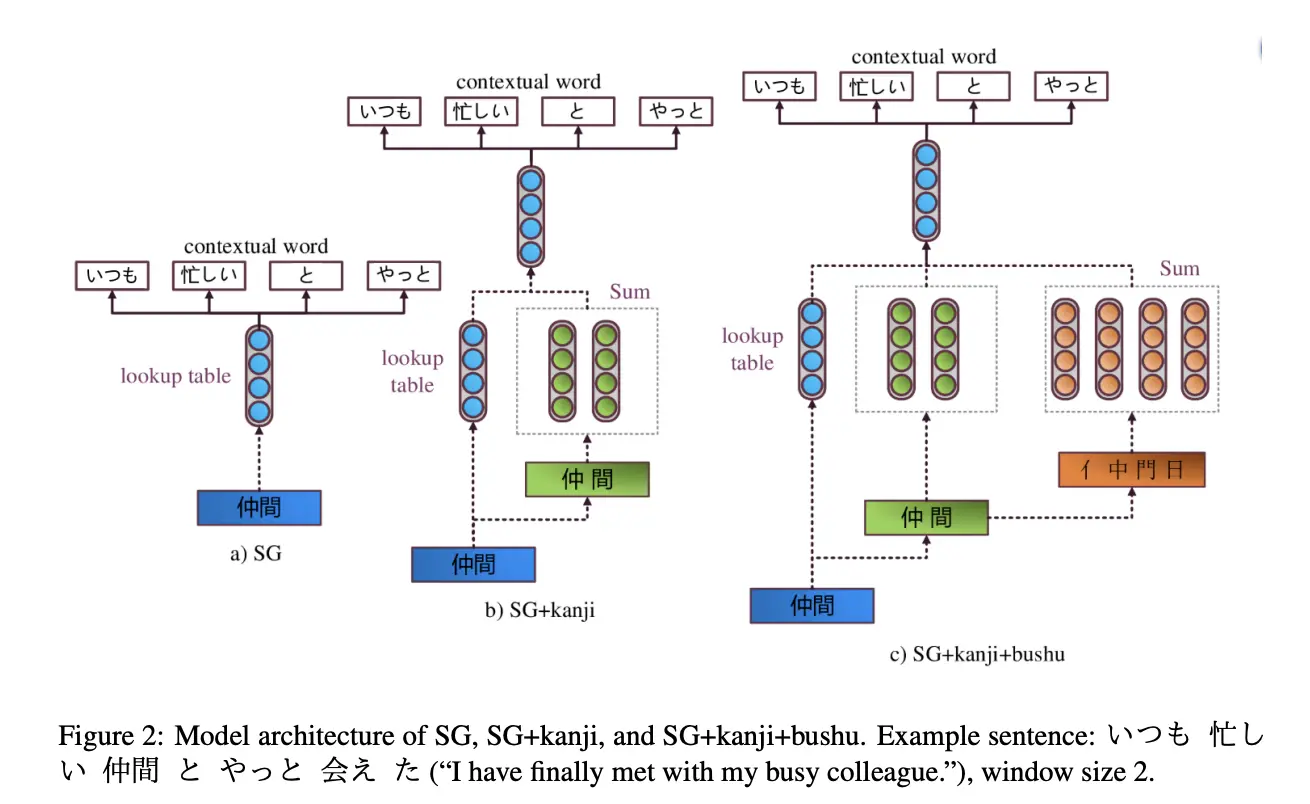 contextual word
いつも 忙しい と やっと
lookup table
仲間
a) SG
contextual word
いつも 忙しい と やっと
Sum
lookup
table
仲 間
仲間
b) SG+kanji
contextual word
いつも 忙しい と やっと
Sum
lookup
table
亻 中 門 日
仲 間
仲間
c) SG+kanji+bushu
Figure 2: Model architecture of SG, SG+kanji, and SG+kanji+bushu. Example sentence: いつも 忙し
い 仲間 と やっと 会え た (“I have finally met with my busy colleague.”), window size 2.